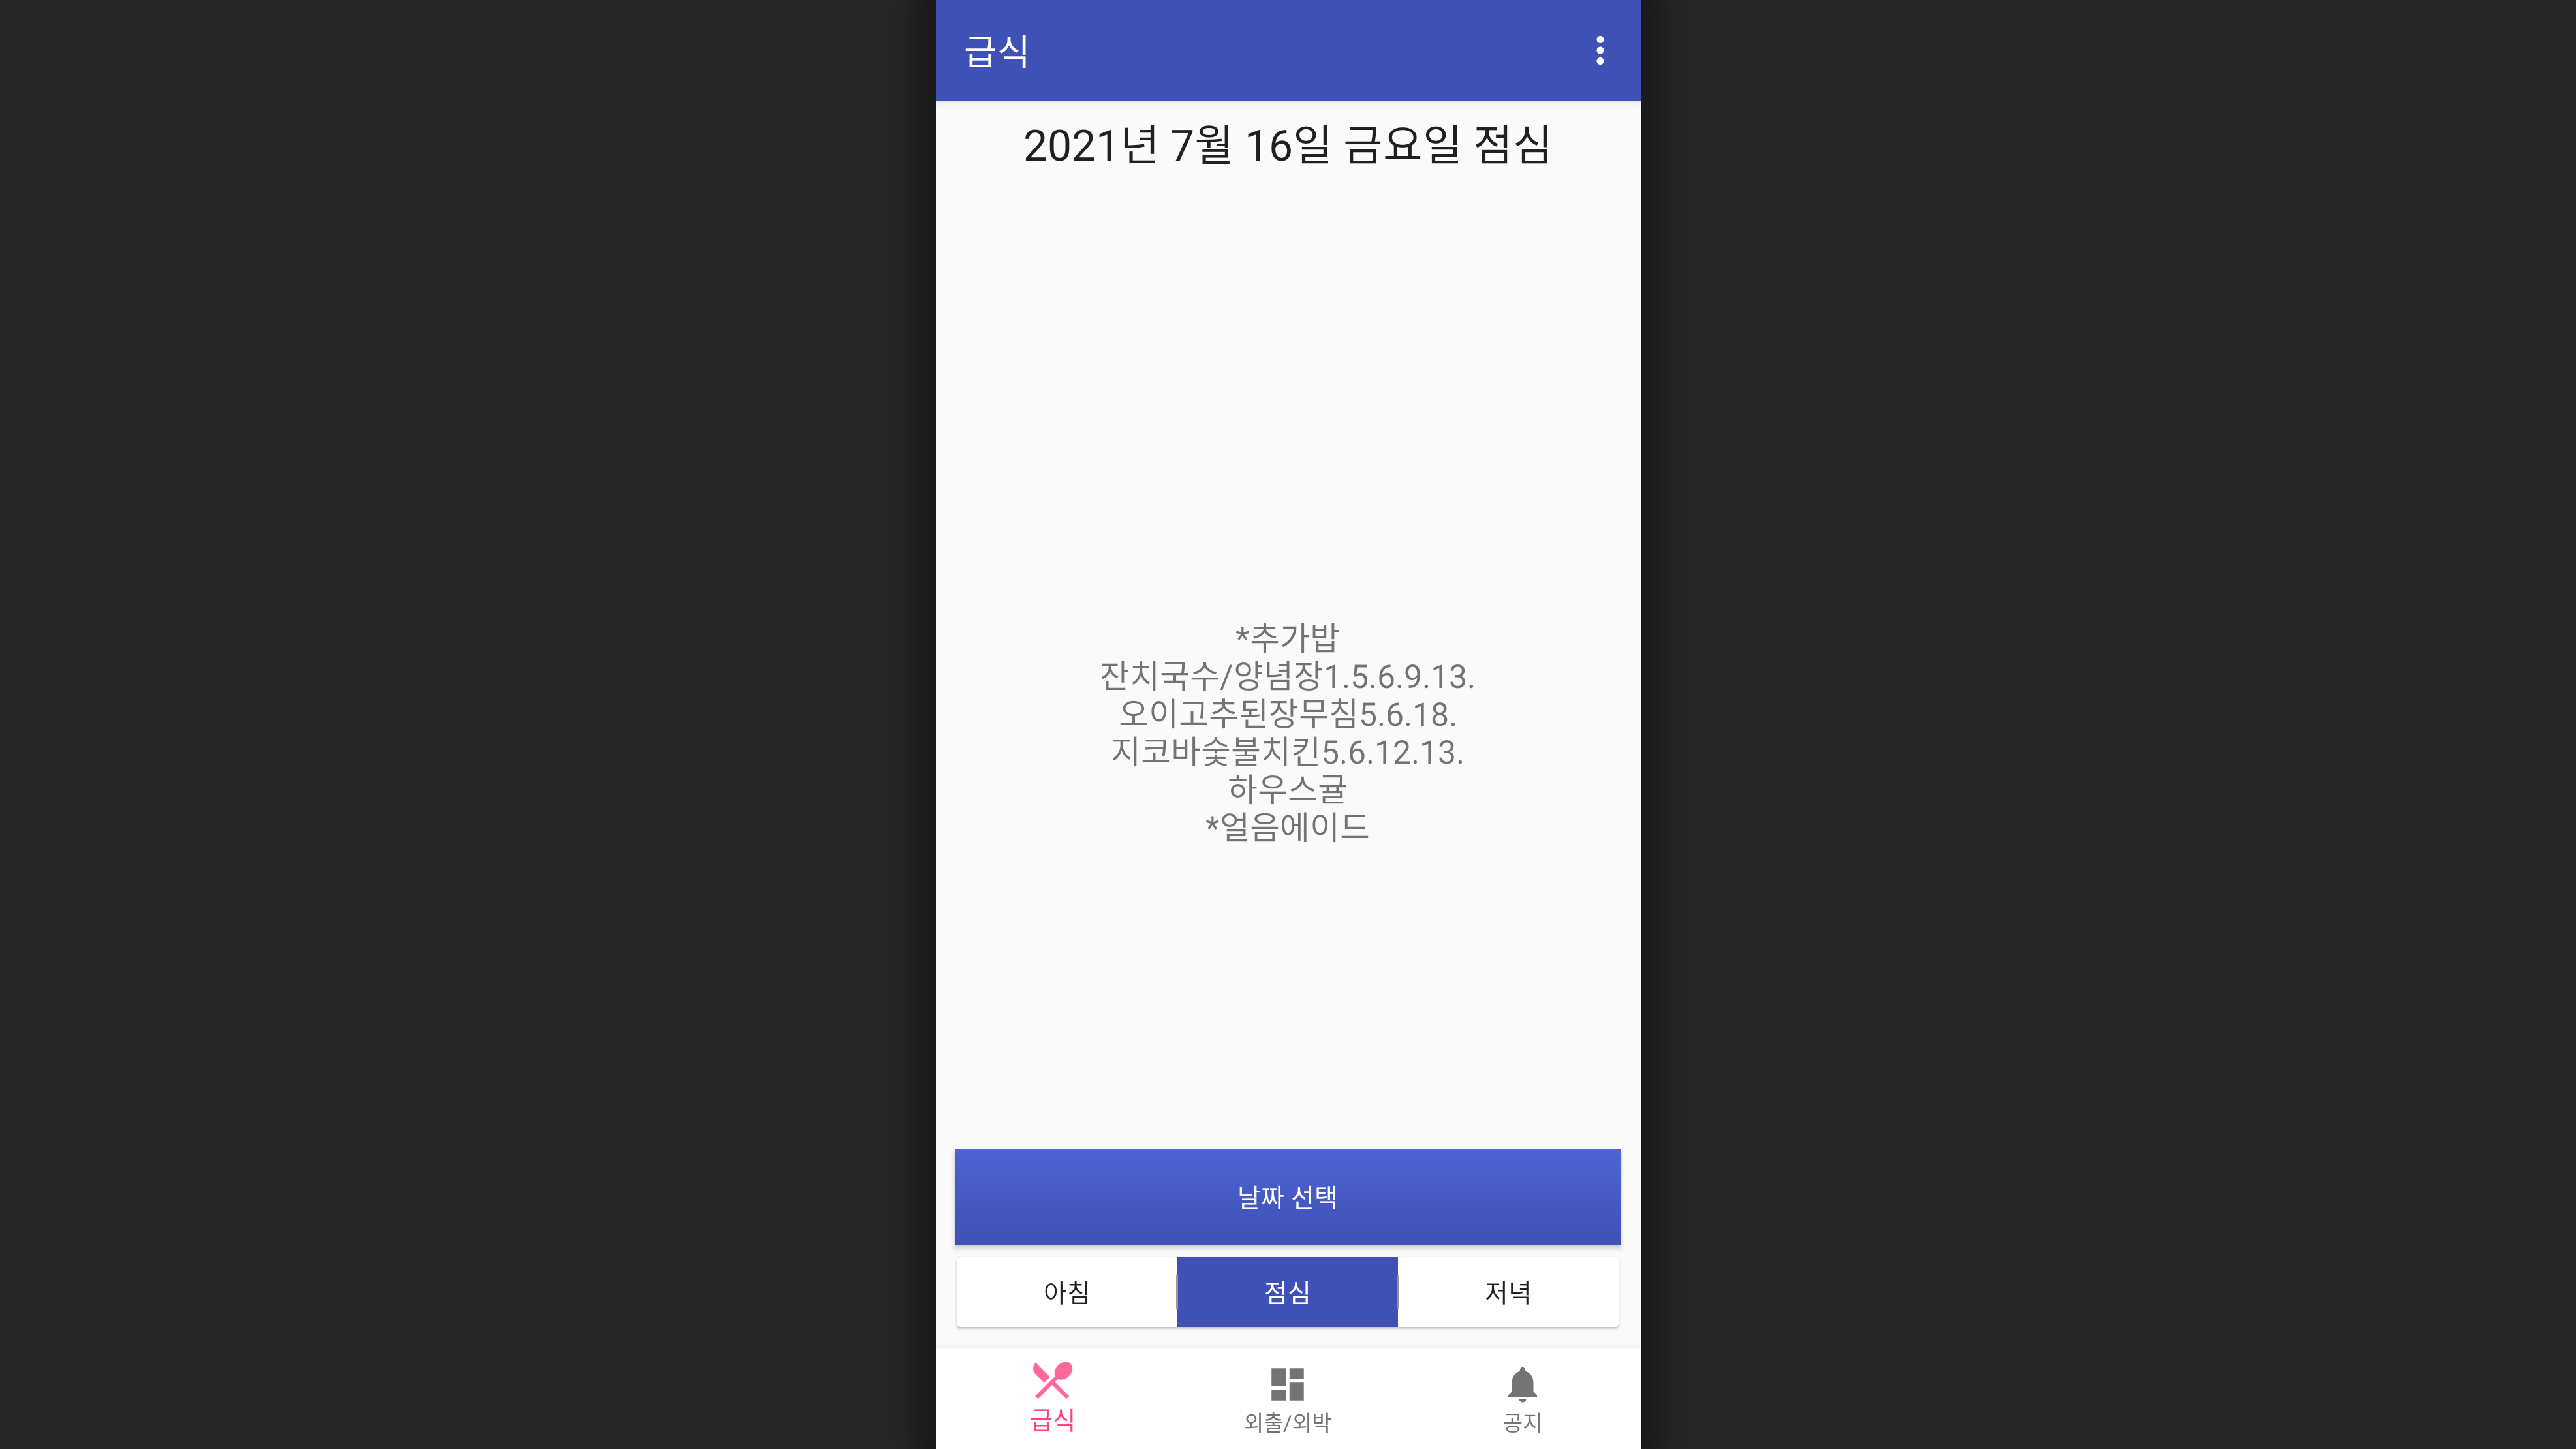 급식
2021년 7월 16일 금요일 점심
*추가밥
잔치국수/양념장1.5.6.9.13.
오이고추된장무침5.6.18.
지코바숯불치킨5.6.12.13.
하우스귤
*얼음에이드
날짜 선택
아침 점심 저녁
급식 외출/외박 공지